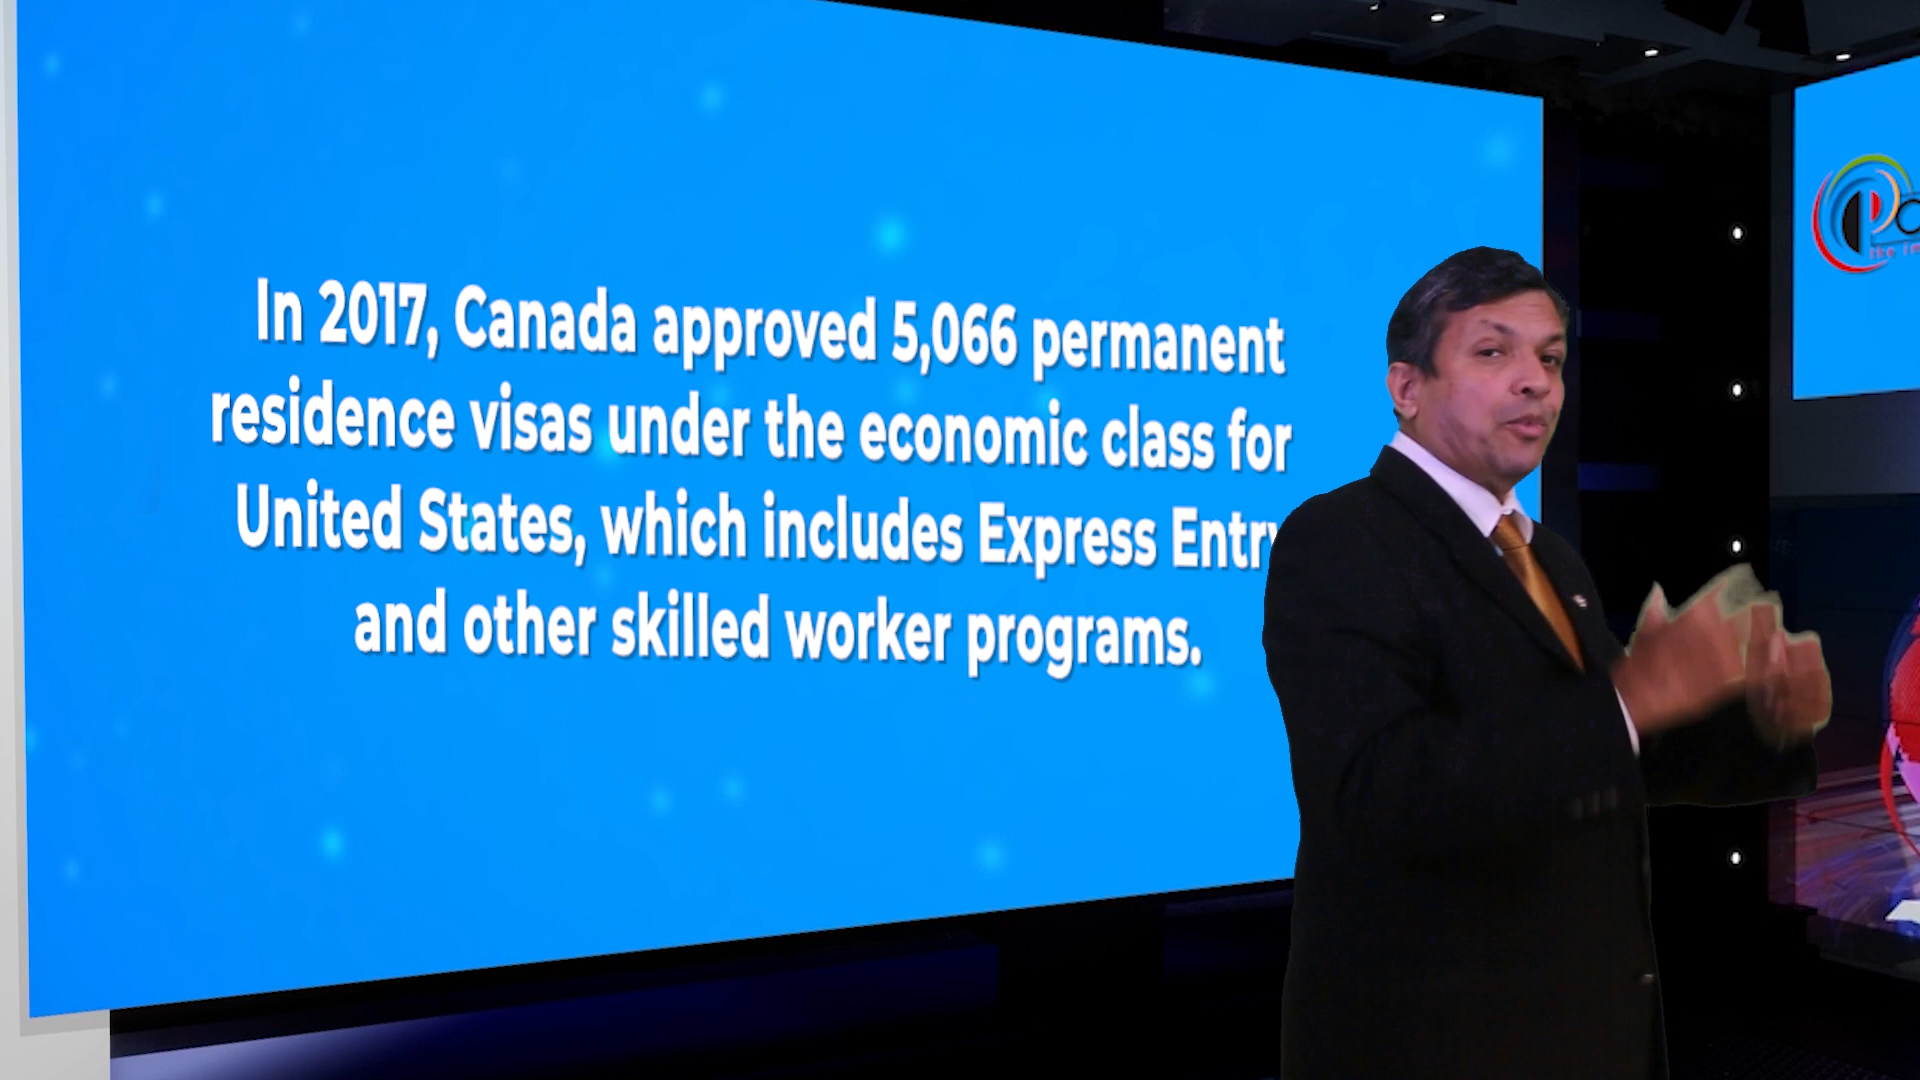 In 2017, Canada approved 5,066 permanent
residence visas under the economic class for
United States, which includes Express Entry
and other skilled worker programs.